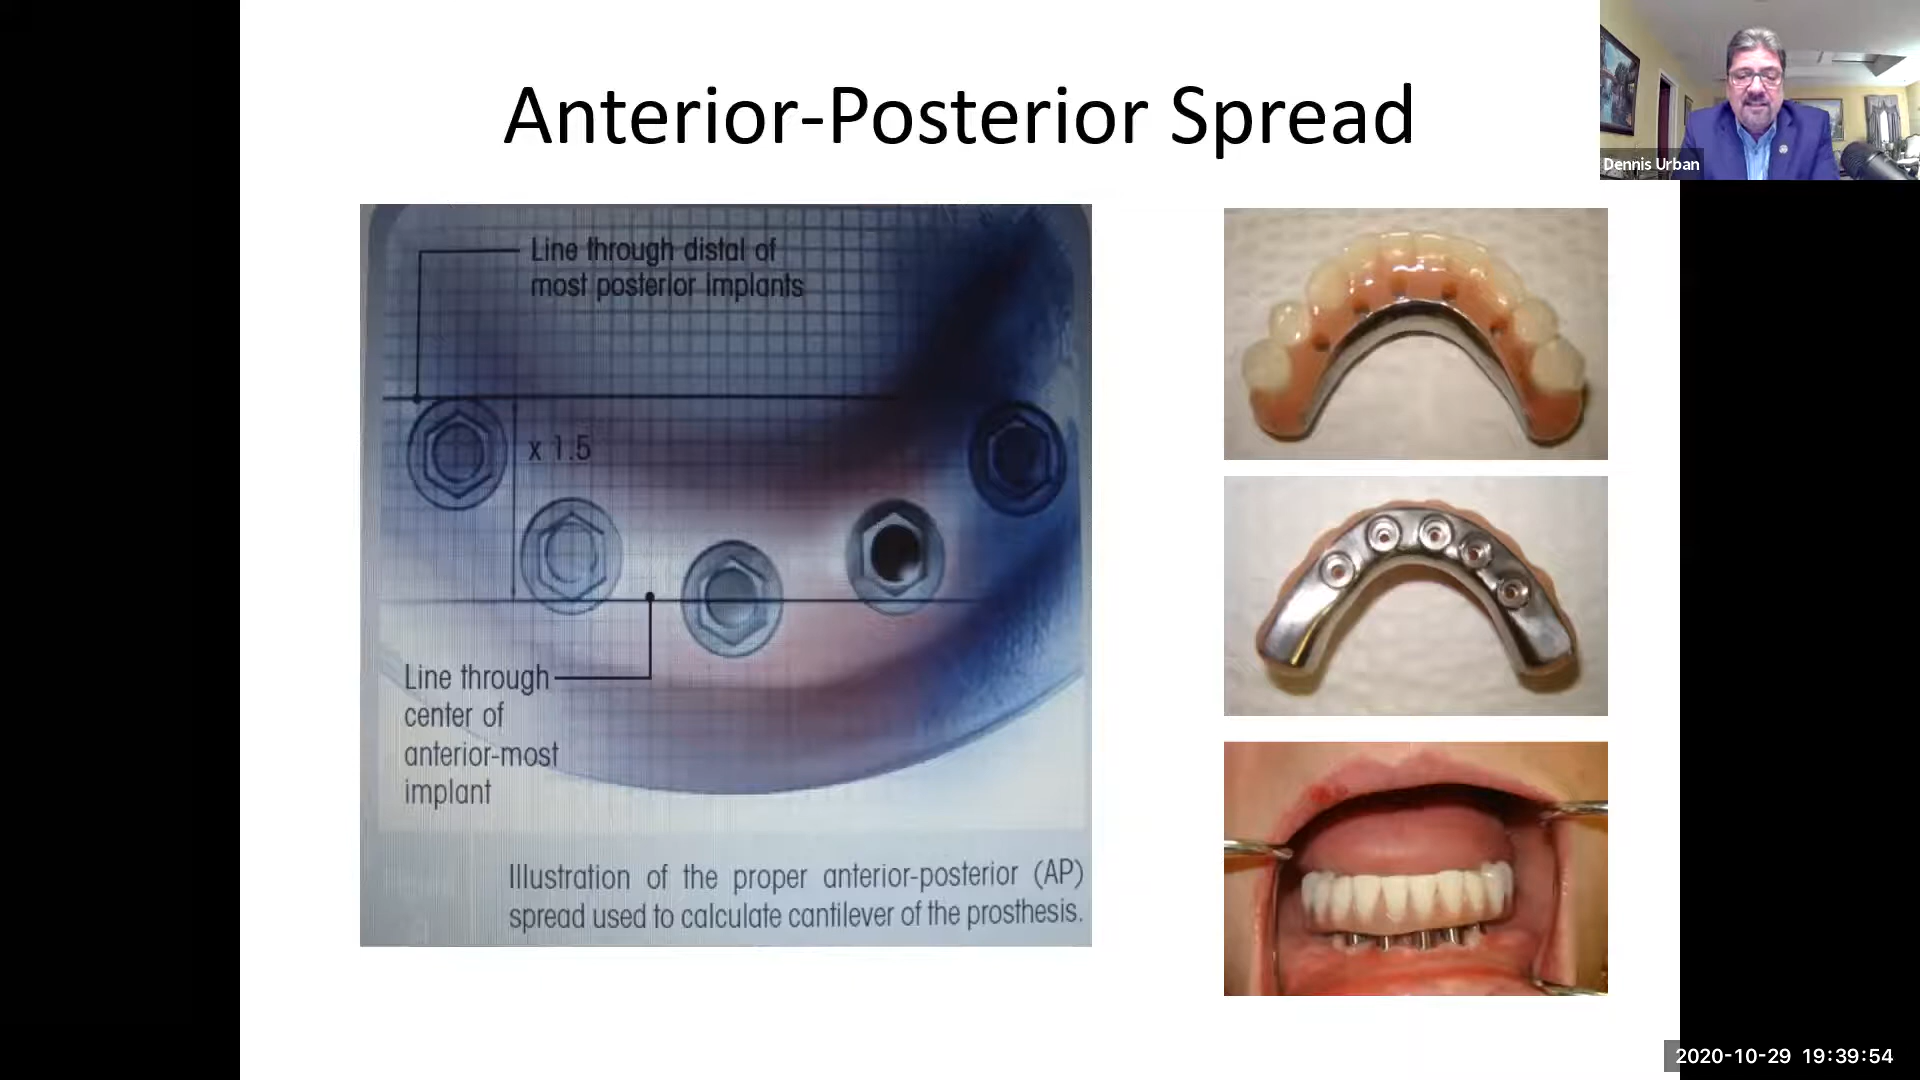 Anterior-Posterior Spread
Dennis Urban
Line through distal of
most posterior implants
x 1.5
Line through
center of
anterior-most
implant
Illustration of the proper anterior-posterior (AP)
spread used to calculate cantilever of the prosthesis.
2020-10-29 19:39:54